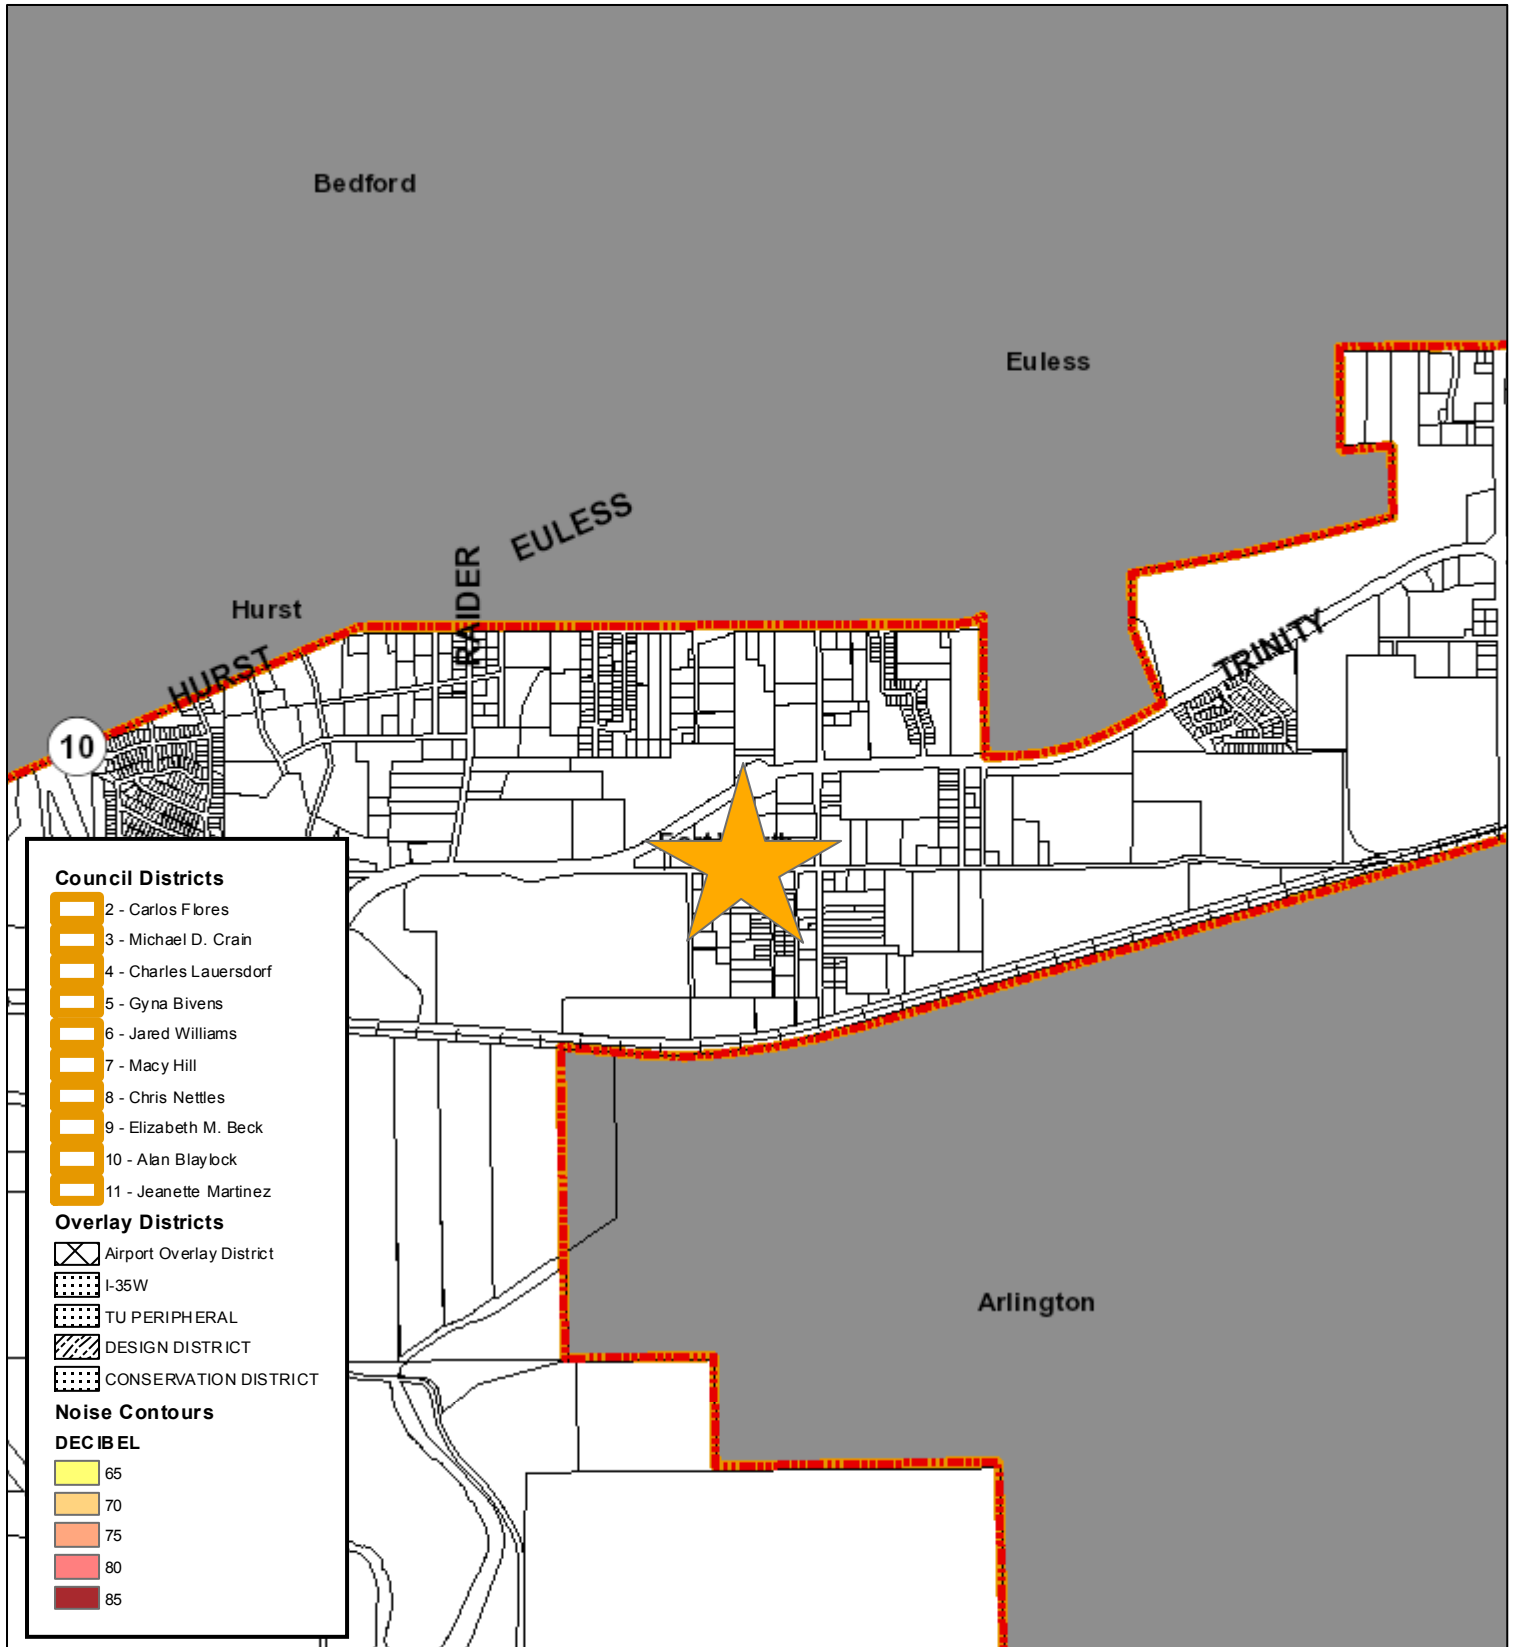 Bedford
Euless
EULESS
RAIDER
Hurst
HURST
TRINITY
10
Council Districts
2 - Carlos Flores
3 - Michael D. Crain
4 - Charles Lauersdorf
5 - Gyna Bivens
6 - Jared Williams
7 - Macy Hill
8 - Chris Nettles
9 - Elizabeth M. Beck
10 - Alan Blaylock
11 - Jeanette Martinez
Overlay Districts
Airport Overlay District
I-35W
TU PERIPHERAL
DESIGN DISTRICT
CONSERVATION DISTRICT
Noise Contours
DECIBEL
65
70
75
80
85
Arlington